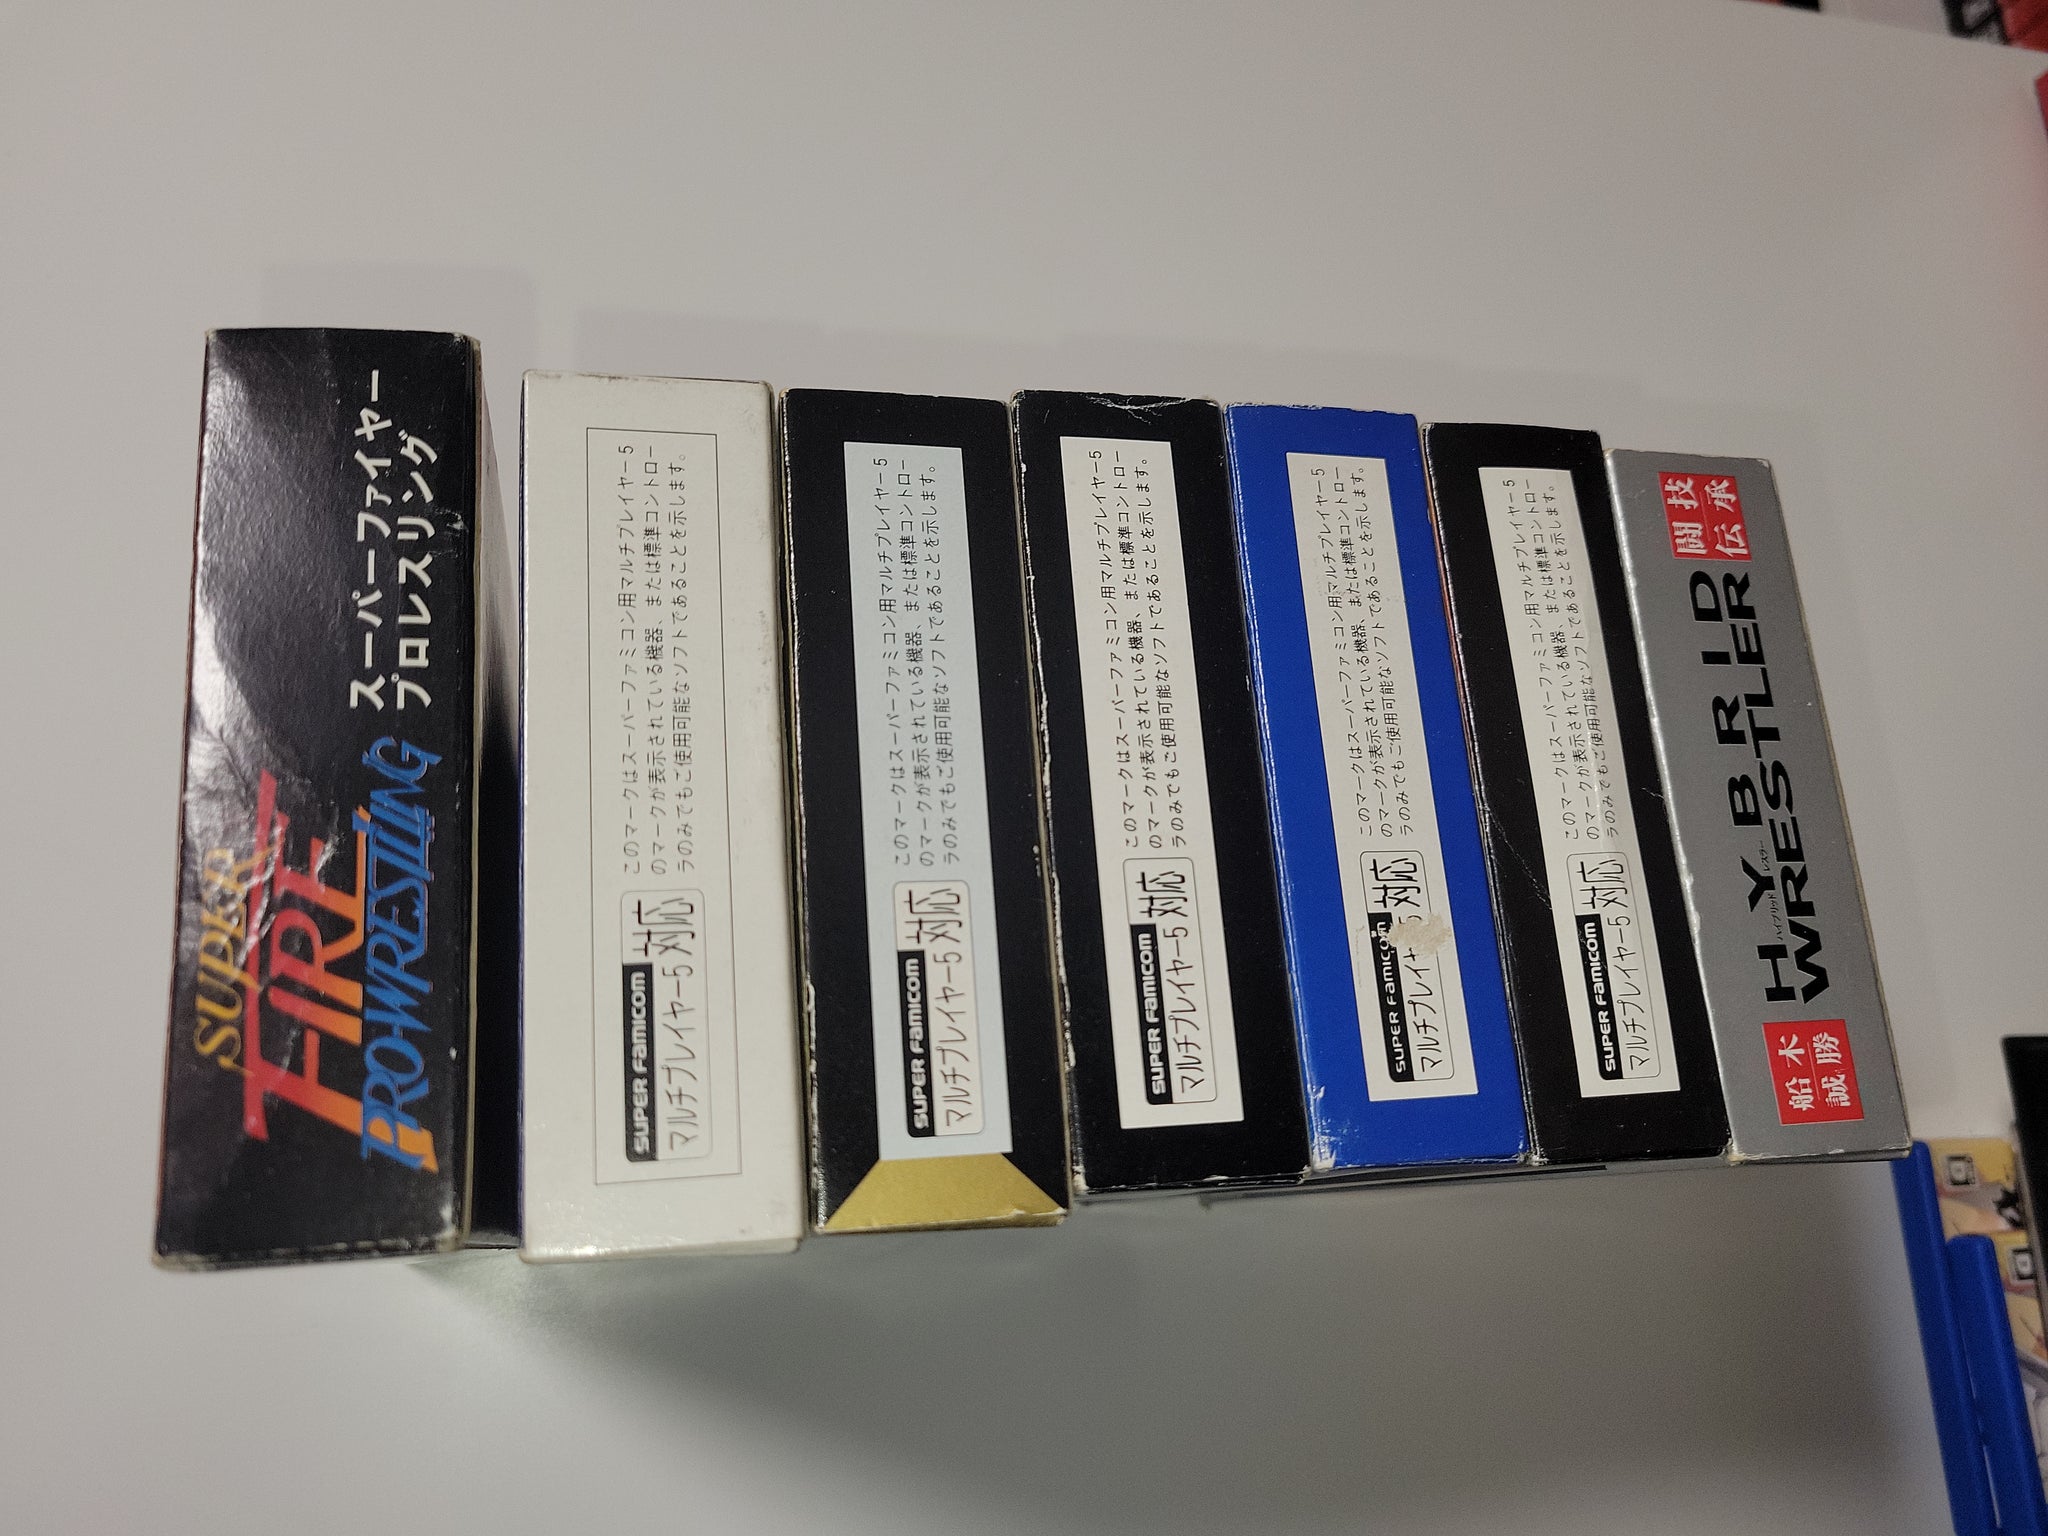 SUPER
FIRE
PRO-WRESTLING
スーパーファイヤー
プロレスリング
SUPER FAMICOM
マルチプレイヤー5 対応
このマークはスーパーファミコン用マルチプレイヤー5
のマークが表示されている機器、または標準コントロー
ラのみでもご使用可能なソフトであることを示します。
SUPER FAMICOM
マルチプレイヤー5 対応
このマークはスーパーファミコン用マルチプレイヤー5
のマークが表示されている機器、または標準コントロー
ラのみでもご使用可能なソフトであることを示します。
SUPER FAMICOM
マルチプレイヤー5 対応
このマークはスーパーファミコン用マルチプレイヤー5
のマークが表示されている機器、または標準コントロー
ラのみでもご使用可能なソフトであることを示します。
SUPER FAMICOM
マルチプレイヤー5 対応
このマークはスーパーファミコン用マルチプレイヤー5
のマークが表示されている機器、または標準コントロー
ラのみでもご使用可能なソフトであることを示します。
SUPER FAMICOM
マルチプレイヤー5 対応
このマークはスーパーファミコン用マルチプレイヤー5
のマークが表示されている機器、または標準コントロー
ラのみでもご使用可能なソフトであることを示します。
船木
誠勝
HYBRID
ハイブリッド レスラー
WRESTLER
闘技
伝承